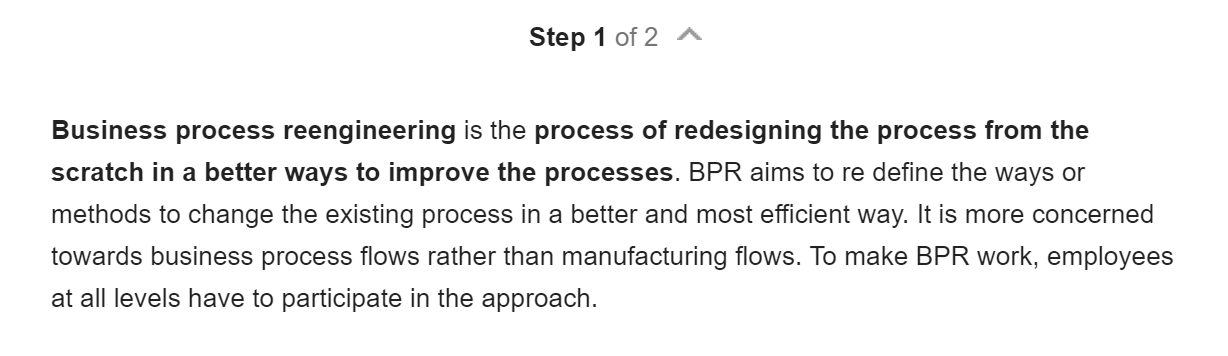 Step 1 of 2
Business process reengineering is the process of redesigning the process from the
scratch in a better ways to improve the processes. BPR aims to re define the ways or
methods to change the existing process in a better and most efficient way. It is more concerned
towards business process flows rather than manufacturing flows. To make BPR work, employees
at all levels have to participate in the approach.